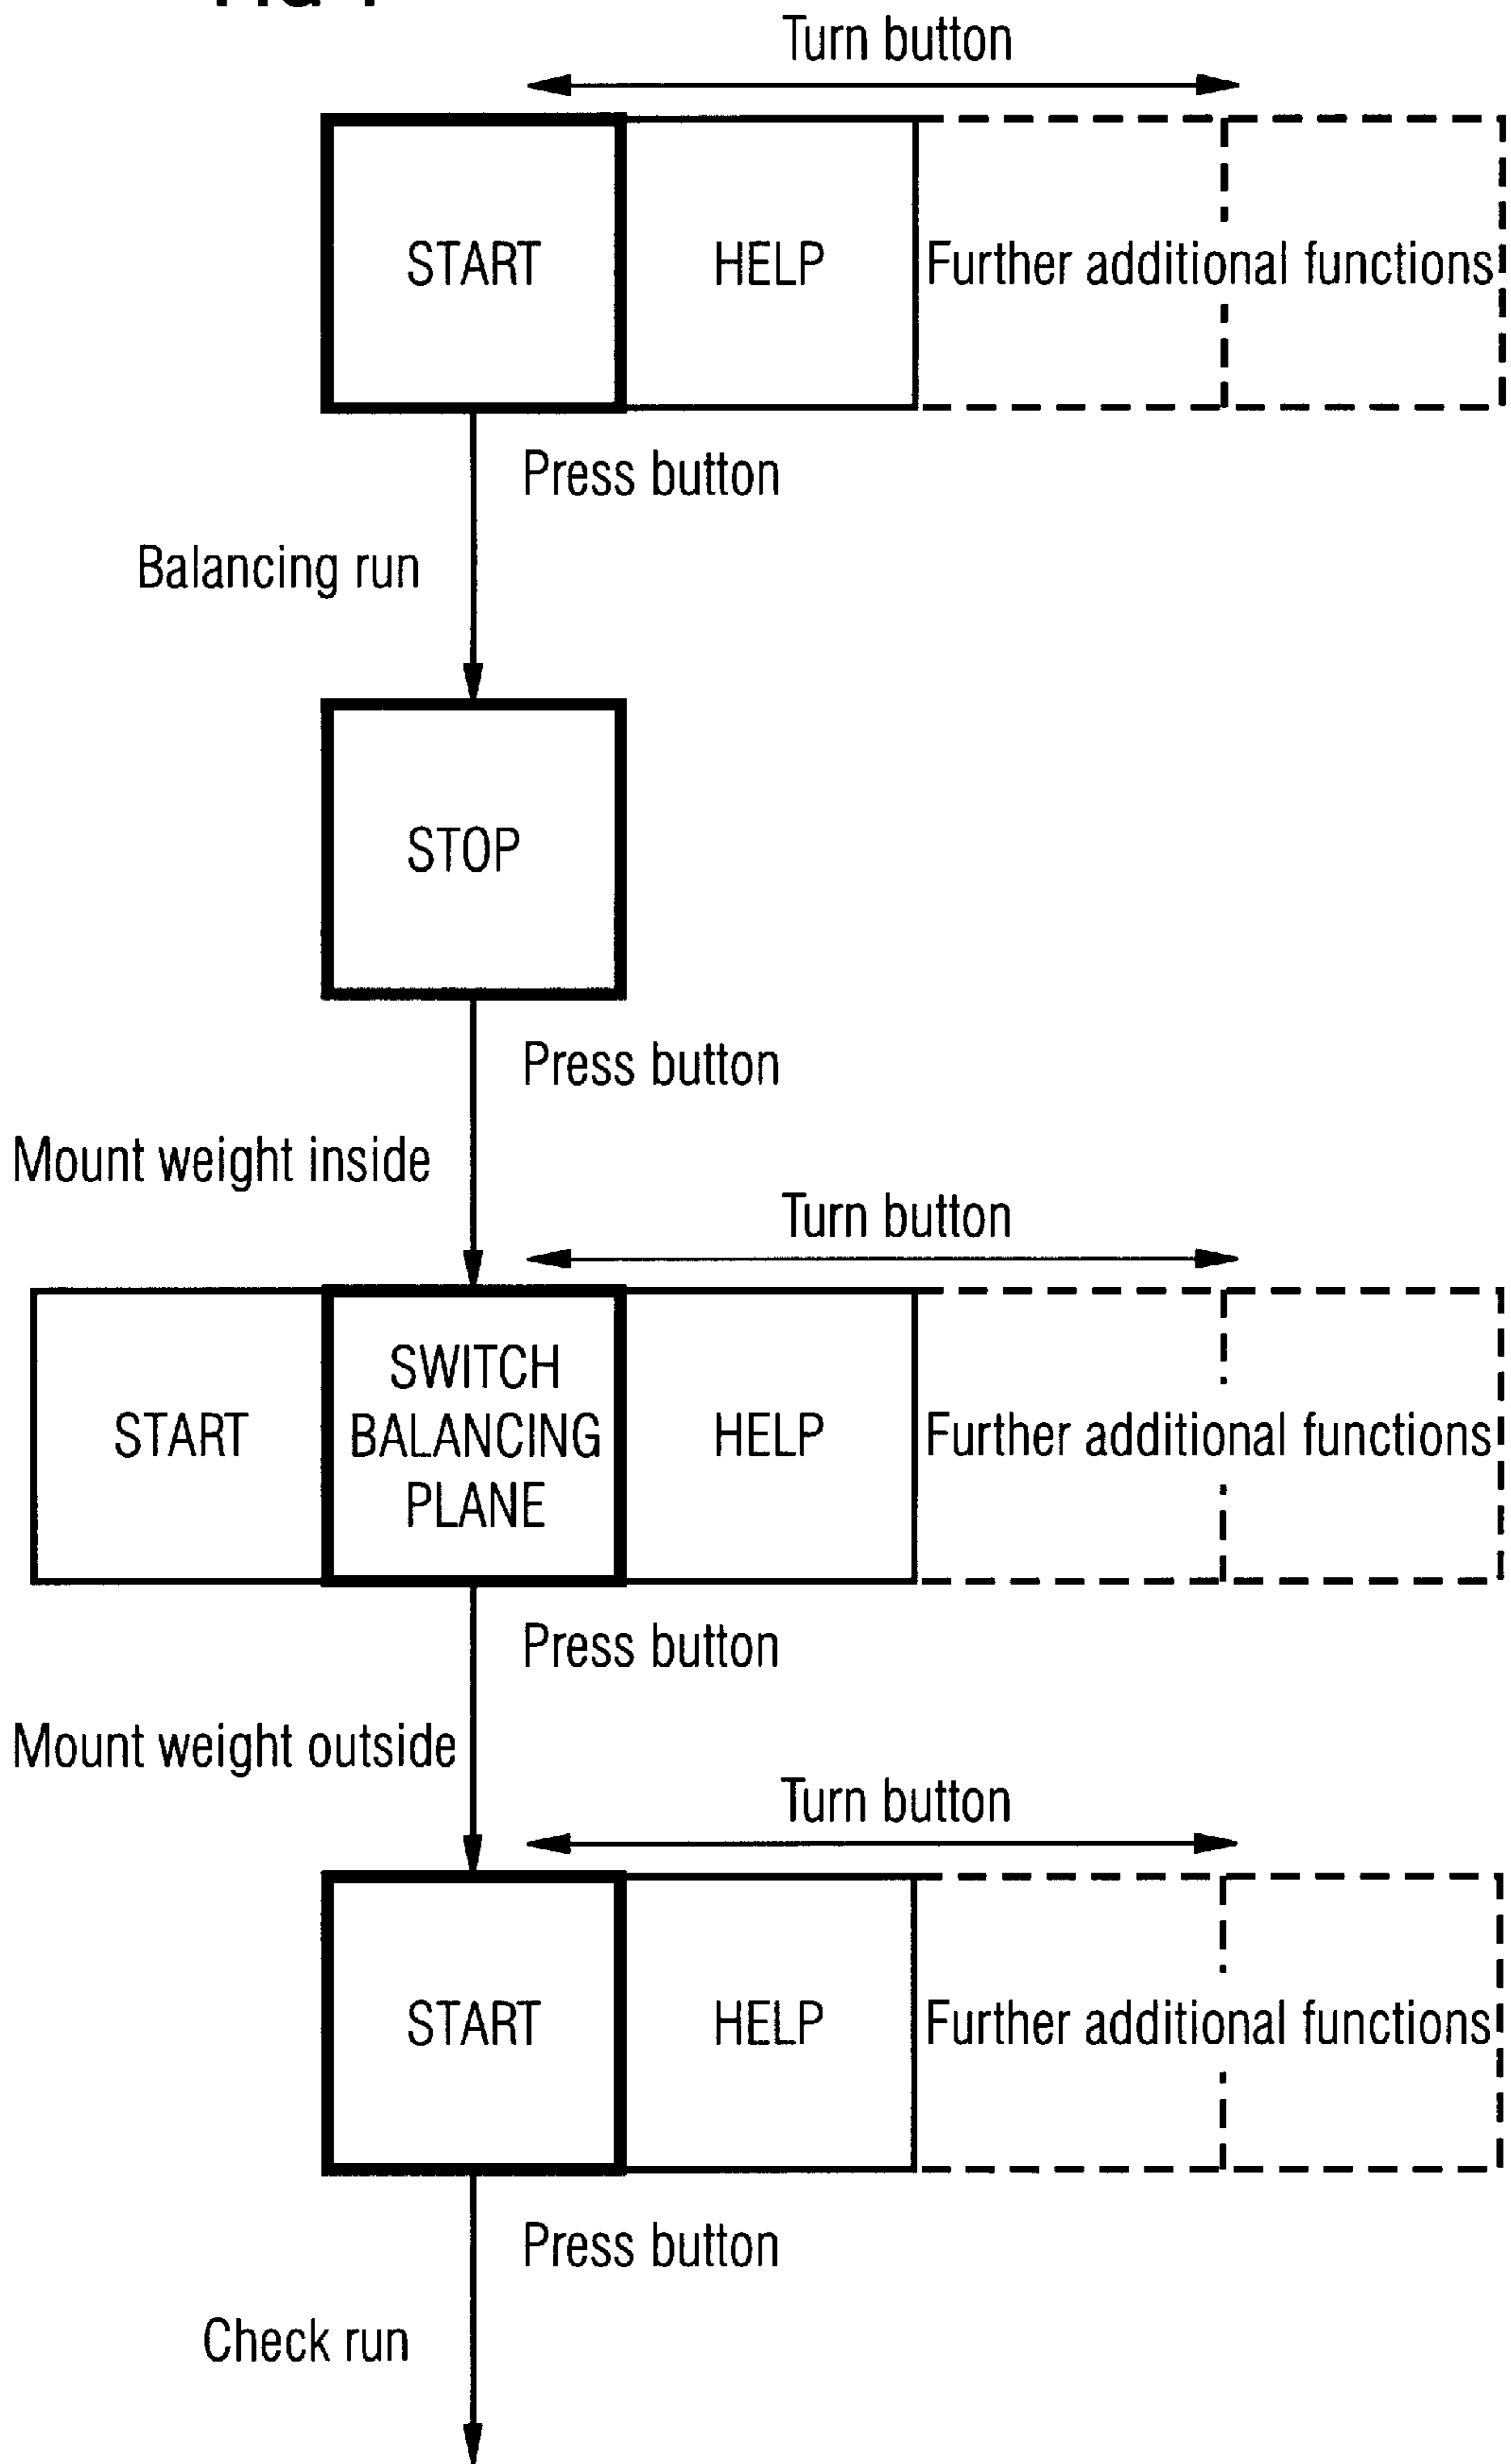 Turn button
START
HELP
Further additional functions
Press button
Balancing run
STOP
Press button
Mount weight inside
Turn button
START
SWITCH
BALANCING
PLANE
HELP
Further additional functions
Press button
Mount weight outside
Turn button
START
HELP
Further additional functions
Press button
Check run